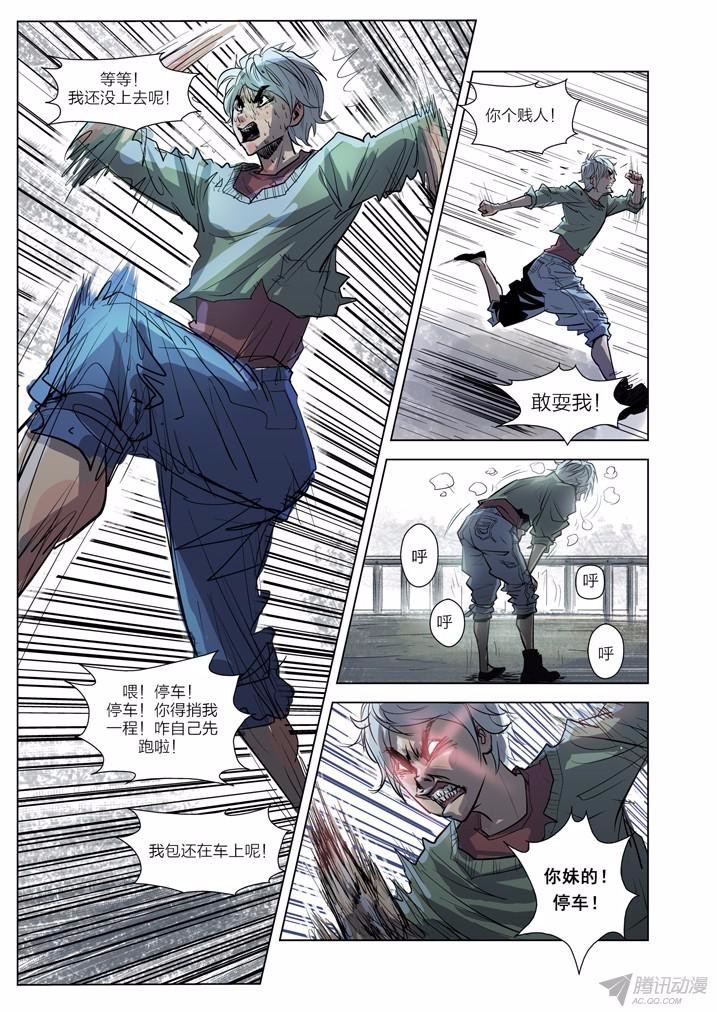 等等！
我还没上去呢！
喂！停车！
停车！你得捎我
一程！咋自己先
跑啦！
我包还在车上呢！
你个贱人！
敢耍我！
呼
呼
呼
呼
你妹的！
停车！
腾讯动漫
AC.QQ.COM